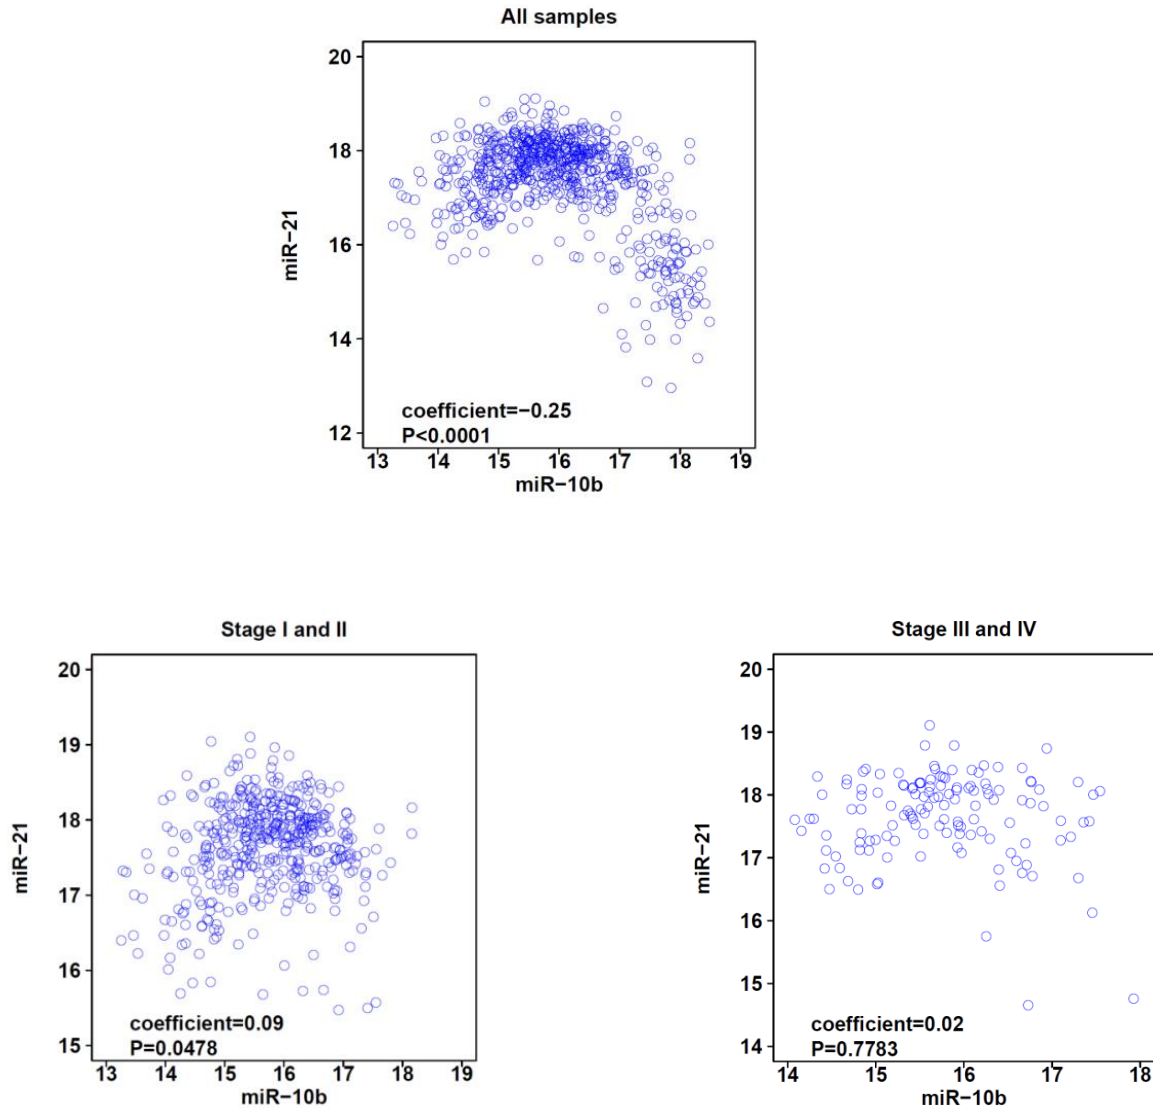 All samples
20
18
16
14
12
miR−21
coefficient=−0.25
P<0.0001
13 14 15 16 17 18 19
miR−10b
Stage I and II
20
19
18
17
16
15
miR−21
coefficient=0.09
P=0.0478
13 14 15 16 17 18 19
miR−10b
Stage III and IV
20
19
18
17
16
15
14
miR−21
coefficient=0.02
P=0.7783
14 15 16 17 18
miR−10b